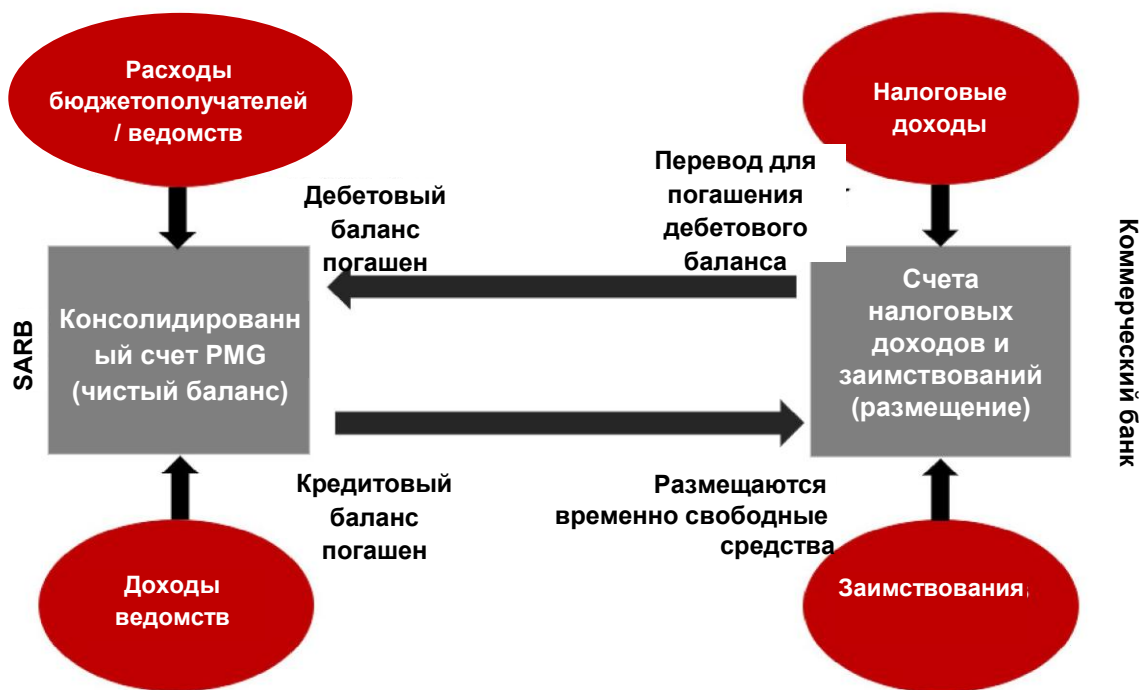 Расходы
бюджетополучателей
/ ведомств
Налоговые
доходы
Дебетовый
баланс
погашен
Перевод для
погашения
дебетового
баланса
SARB
Консолидированн
ый счет PMG
(чистый баланс)
Счета
налоговых
доходов и
заимствований
(размещение)
Коммерческий банк
Кредитовый
баланс
погашен
Размещаются
временно свободные
средства
Доходы
ведомств
Заимствования